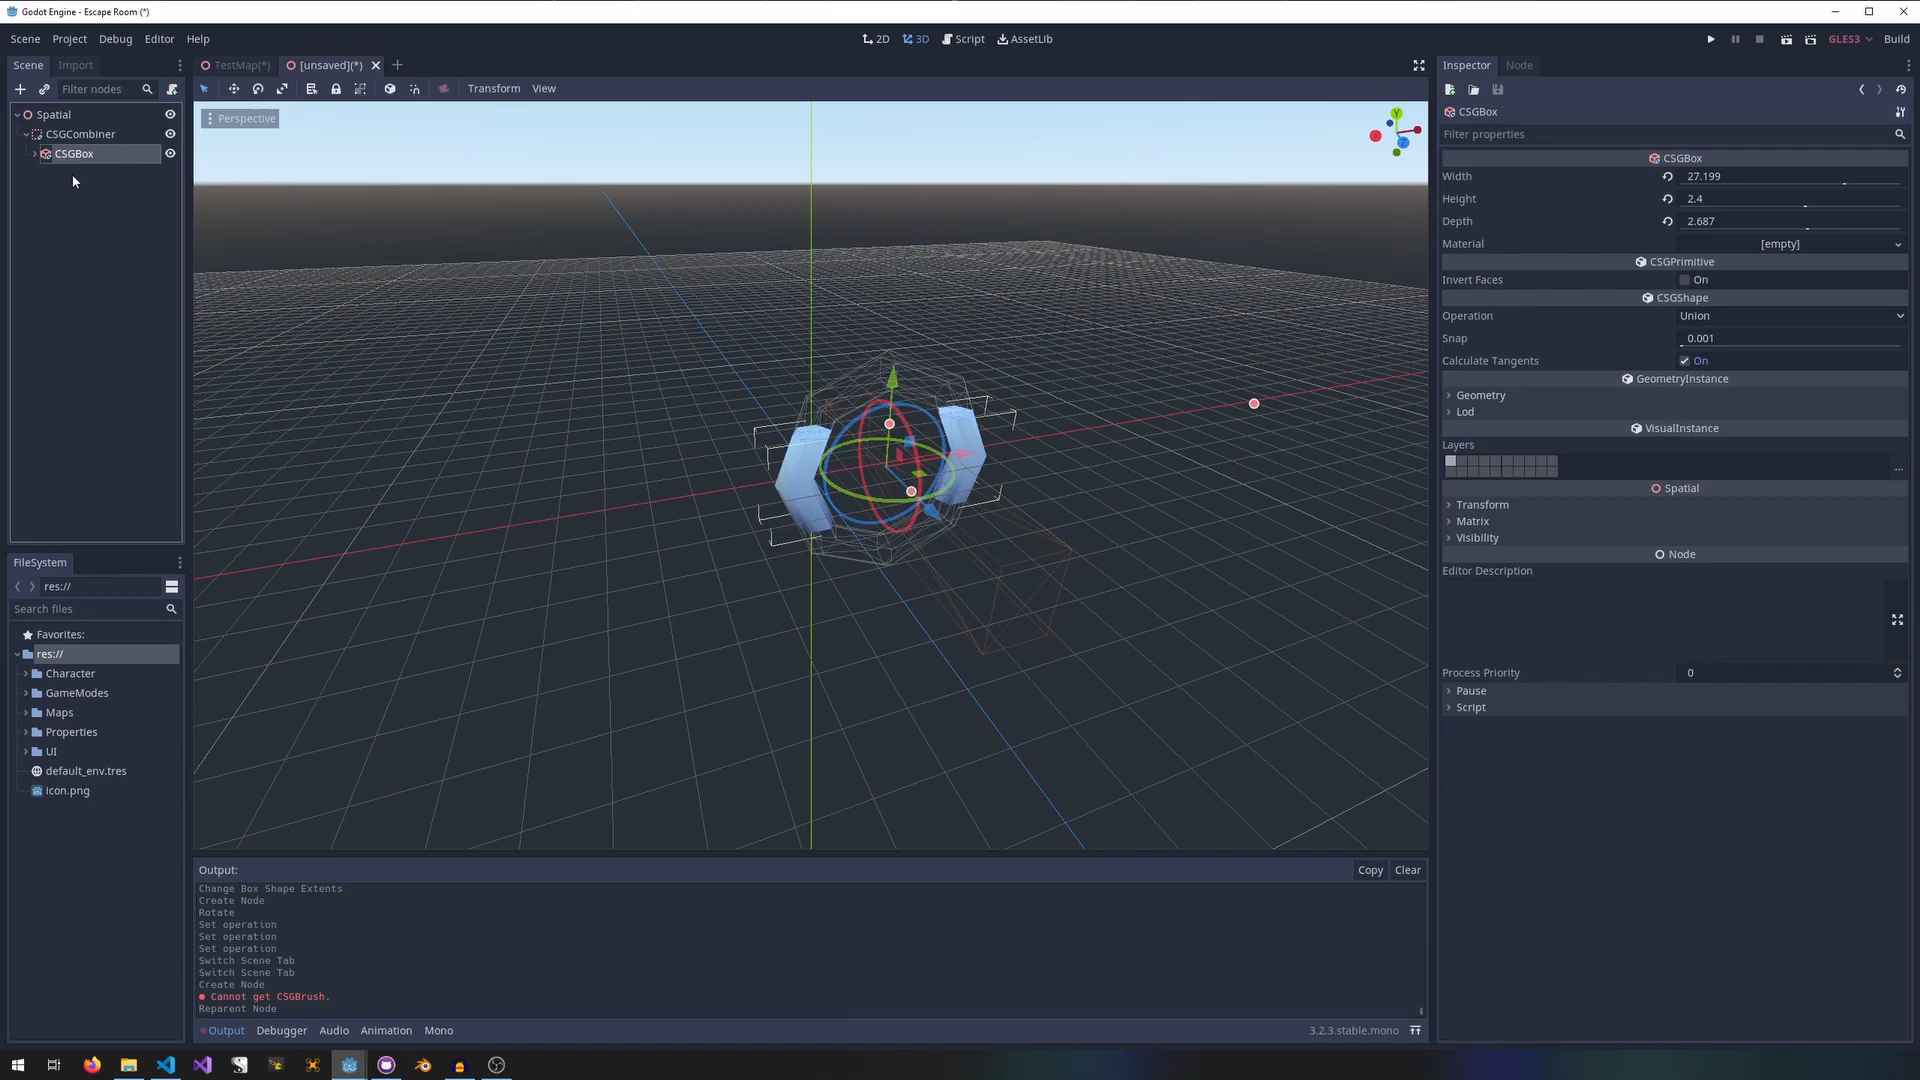 Godot Engine - Escape Room (*)
Scene Project Debug Editor Help
2D 3D Script AssetLib
GLES3 Build
Scene Import
TestMap(*) [unsaved](*)
Inspector Node
Filter nodes
Transform View
CSGBox
Filter properties
Perspective
Y
Z
Spatial
CSGCombiner
CSGBox
CSGBox
Width 27.199
Height 2.4
Depth 2.687
Material [empty]
CSGPrimitive
Invert Faces On
CSGShape
Operation Union
Snap 0.001
Calculate Tangents On
GeometryInstance
Geometry
Lod
VisualInstance
Layers
...
Spatial
Transform
Matrix
Visibility
Node
Editor Description
Process Priority 0
Pause
Script
FileSystem
res://
Search files
Favorites:
res://
Character
GameModes
Maps
Properties
UI
default_env.tres
icon.png
Output: Copy Clear
Change Box Shape Extents
Create Node
Rotate
Set operation
Set operation
Set operation
Switch Scene Tab
Switch Scene Tab
Create Node
Cannot get CSGBrush.
Reparent Node
Output Debugger Audio Animation Mono 3.2.3.stable.mono